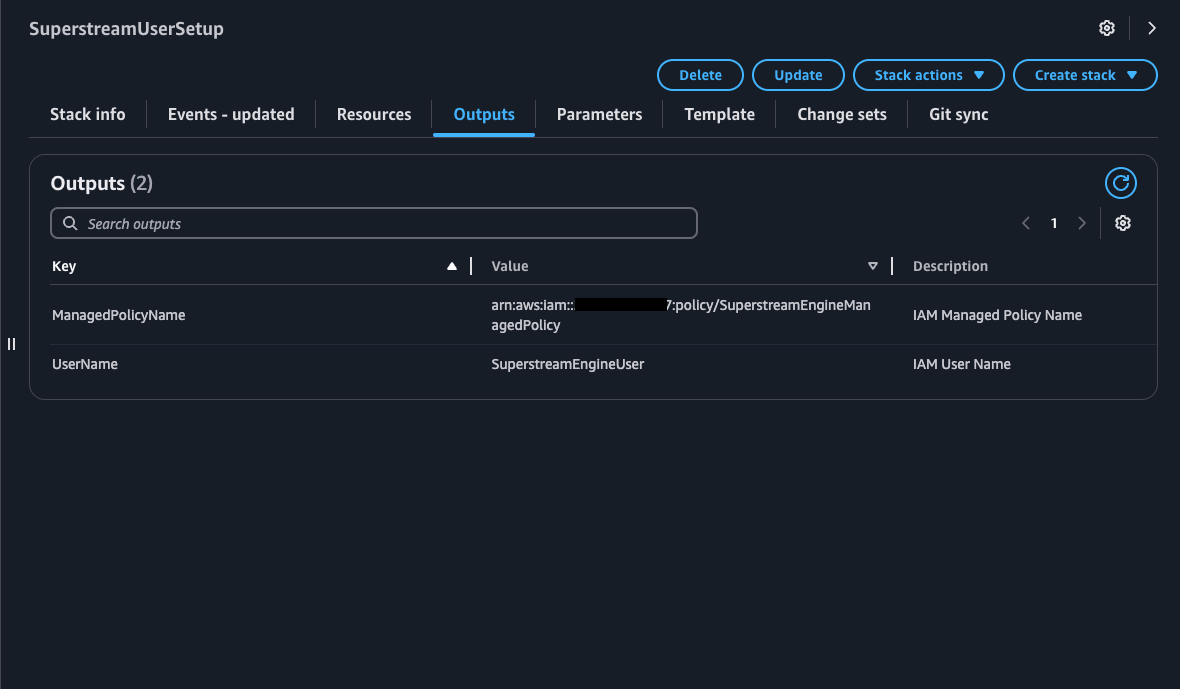 SuperstreamUserSetup
Delete Update Stack actions Create stack
Stack info Events - updated Resources Outputs Parameters Template Change sets Git sync
Outputs (2)
Search outputs 1
Key Value Description
ManagedPolicyName arn:aws:iam:: 7:policy/SuperstreamEngineMan IAM Managed Policy Name
agedPolicy
UserName SuperstreamEngineUser IAM User Name